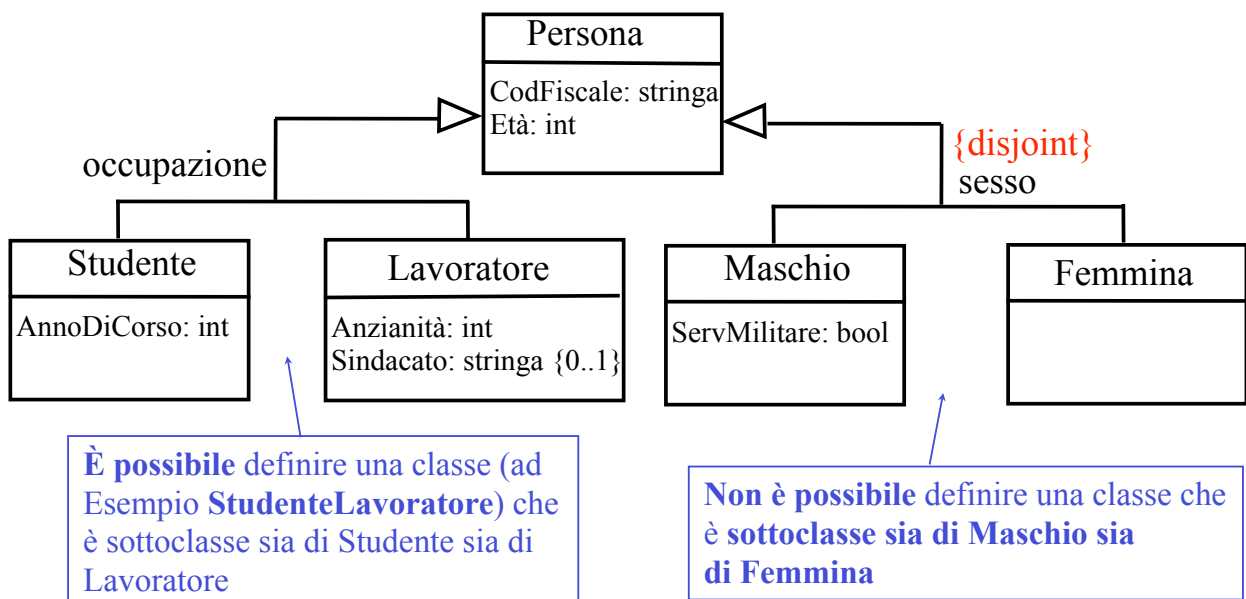 Persona
CodFiscale: stringa
Età: int
occupazione
{disjoint}
sesso
Studente
AnnoDiCorso: int
Lavoratore
Anzianità: int
Sindacato: stringa {0..1}
Maschio
ServMilitare: bool
Femmina
È possibile definire una classe (ad
Esempio StudenteLavoratore) che
è sottoclasse sia di Studente sia di
Lavoratore
Non è possibile definire una classe che
è sottoclasse sia di Maschio sia
di Femmina